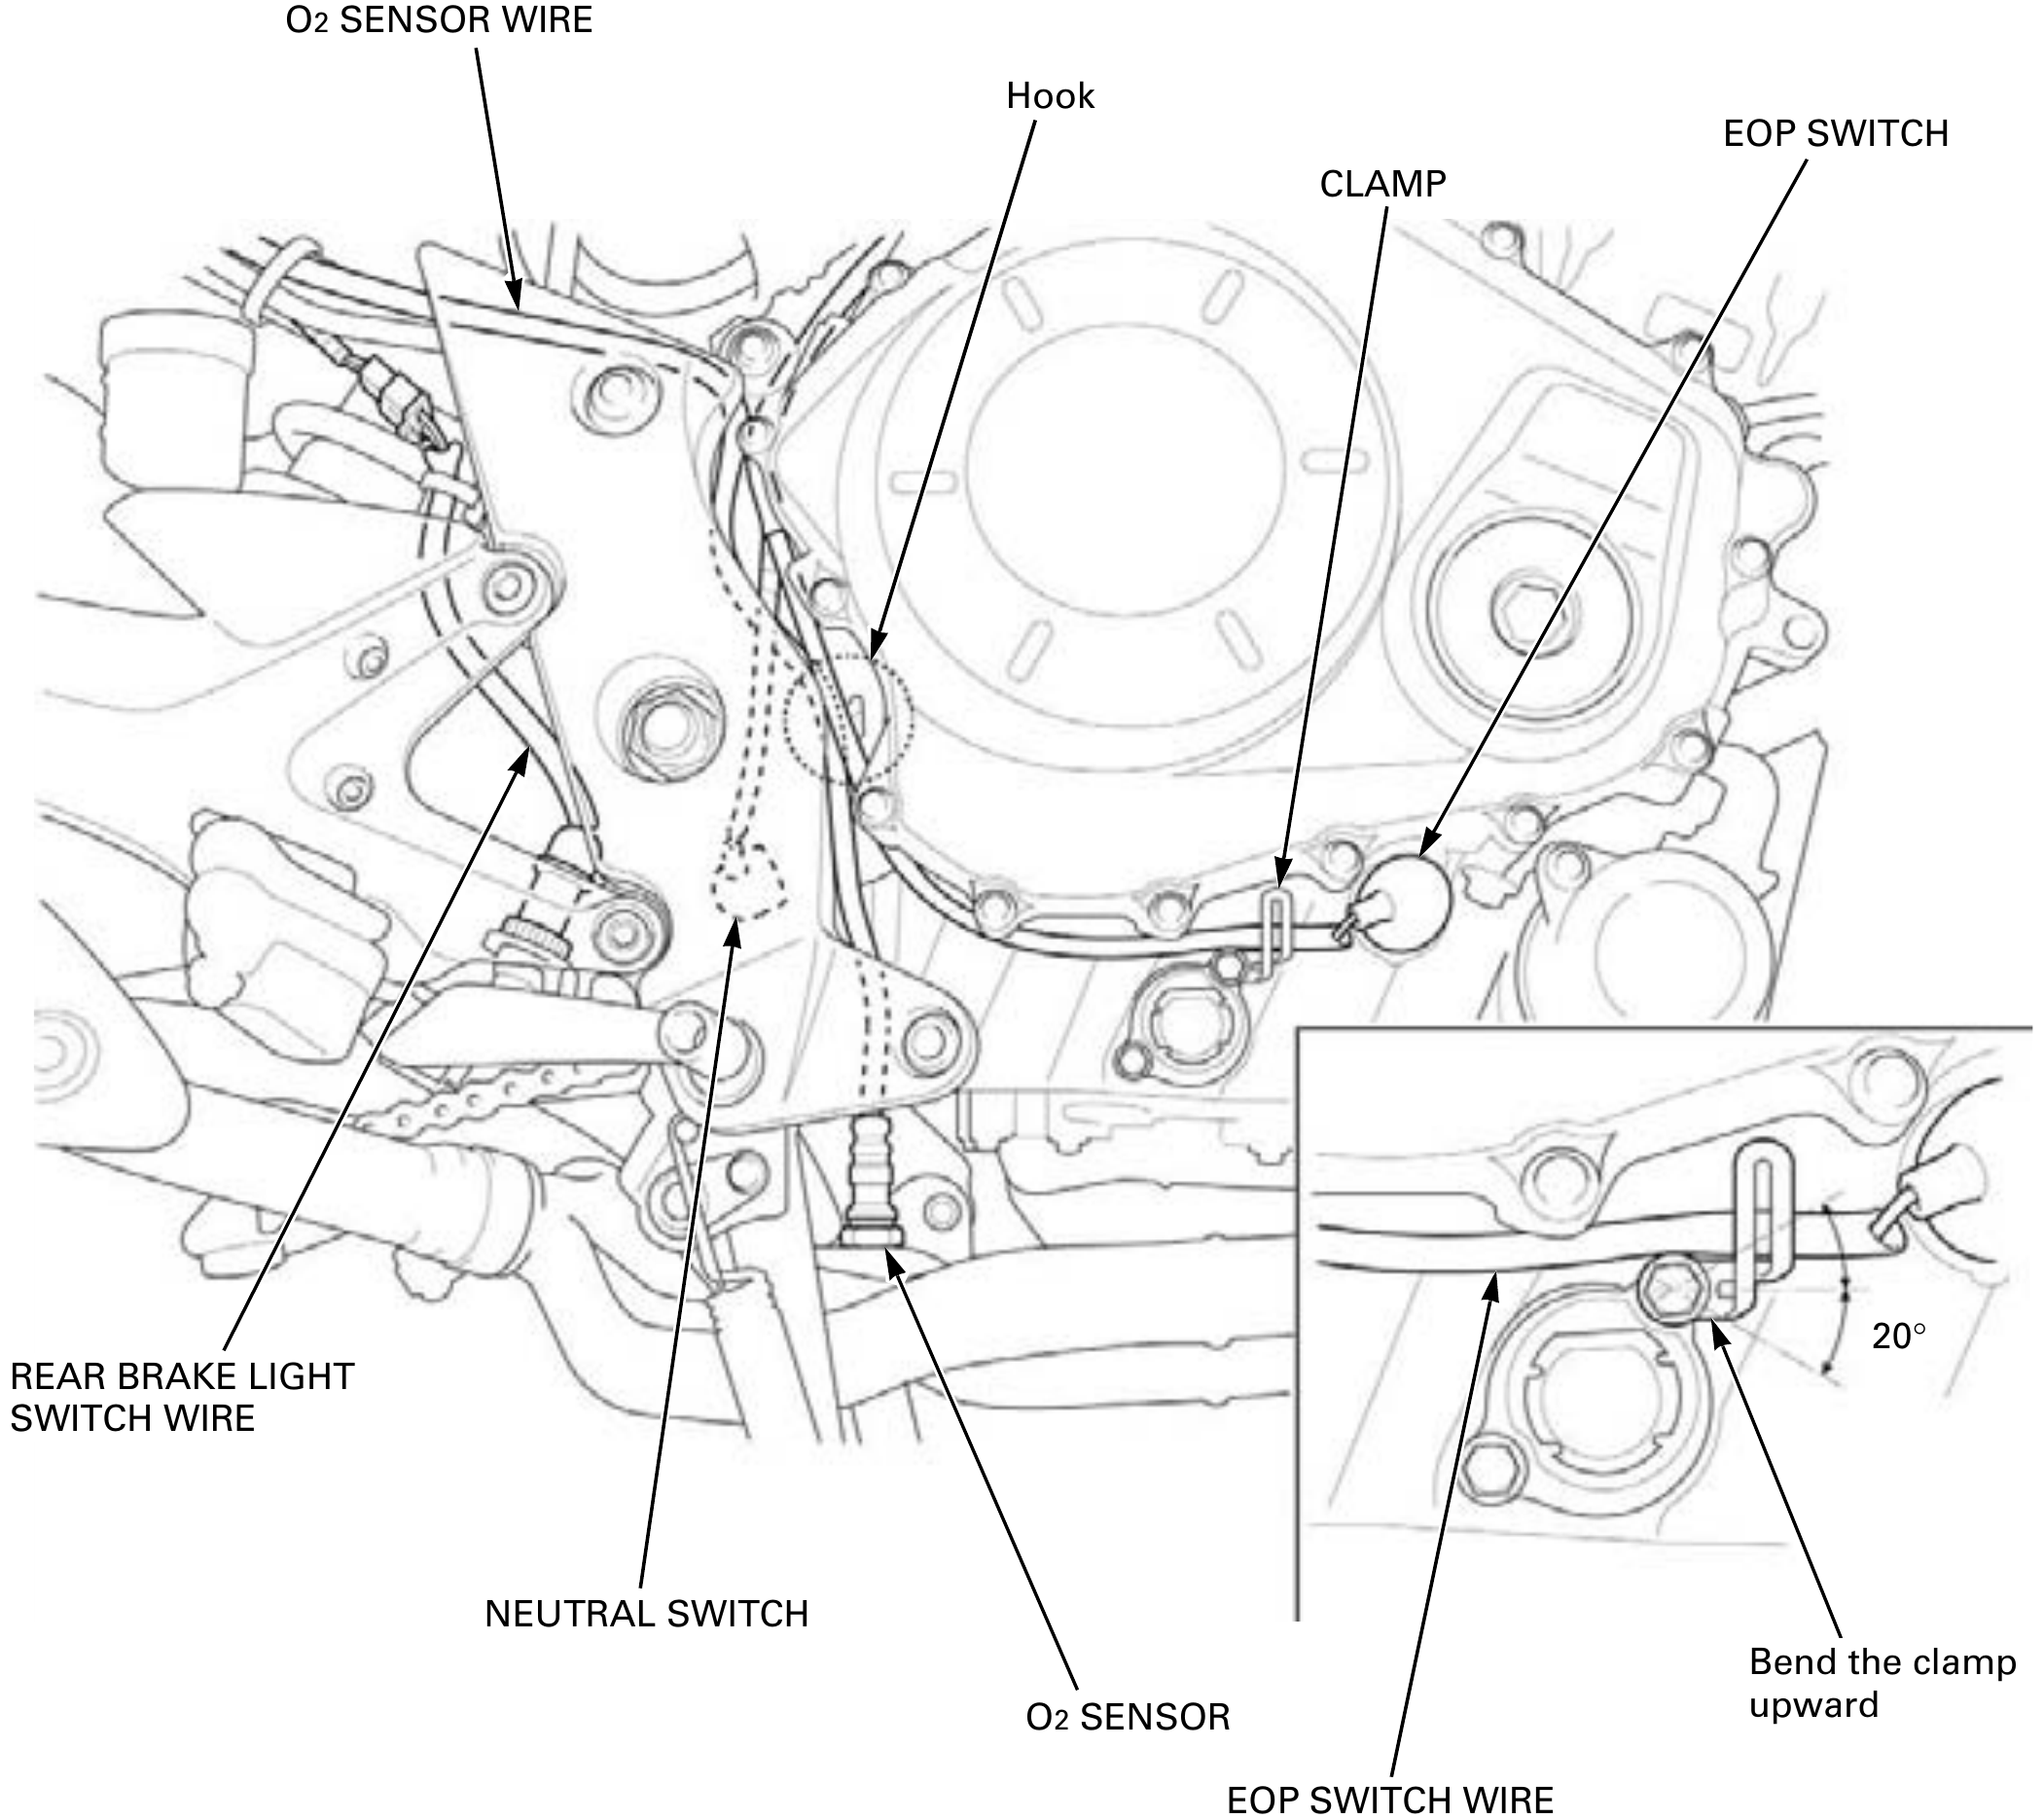 O2 SENSOR WIRE
Hook
EOP SWITCH
CLAMP
20°
REAR BRAKE LIGHT
SWITCH WIRE
NEUTRAL SWITCH
Bend the clamp
upward
O2 SENSOR
EOP SWITCH WIRE